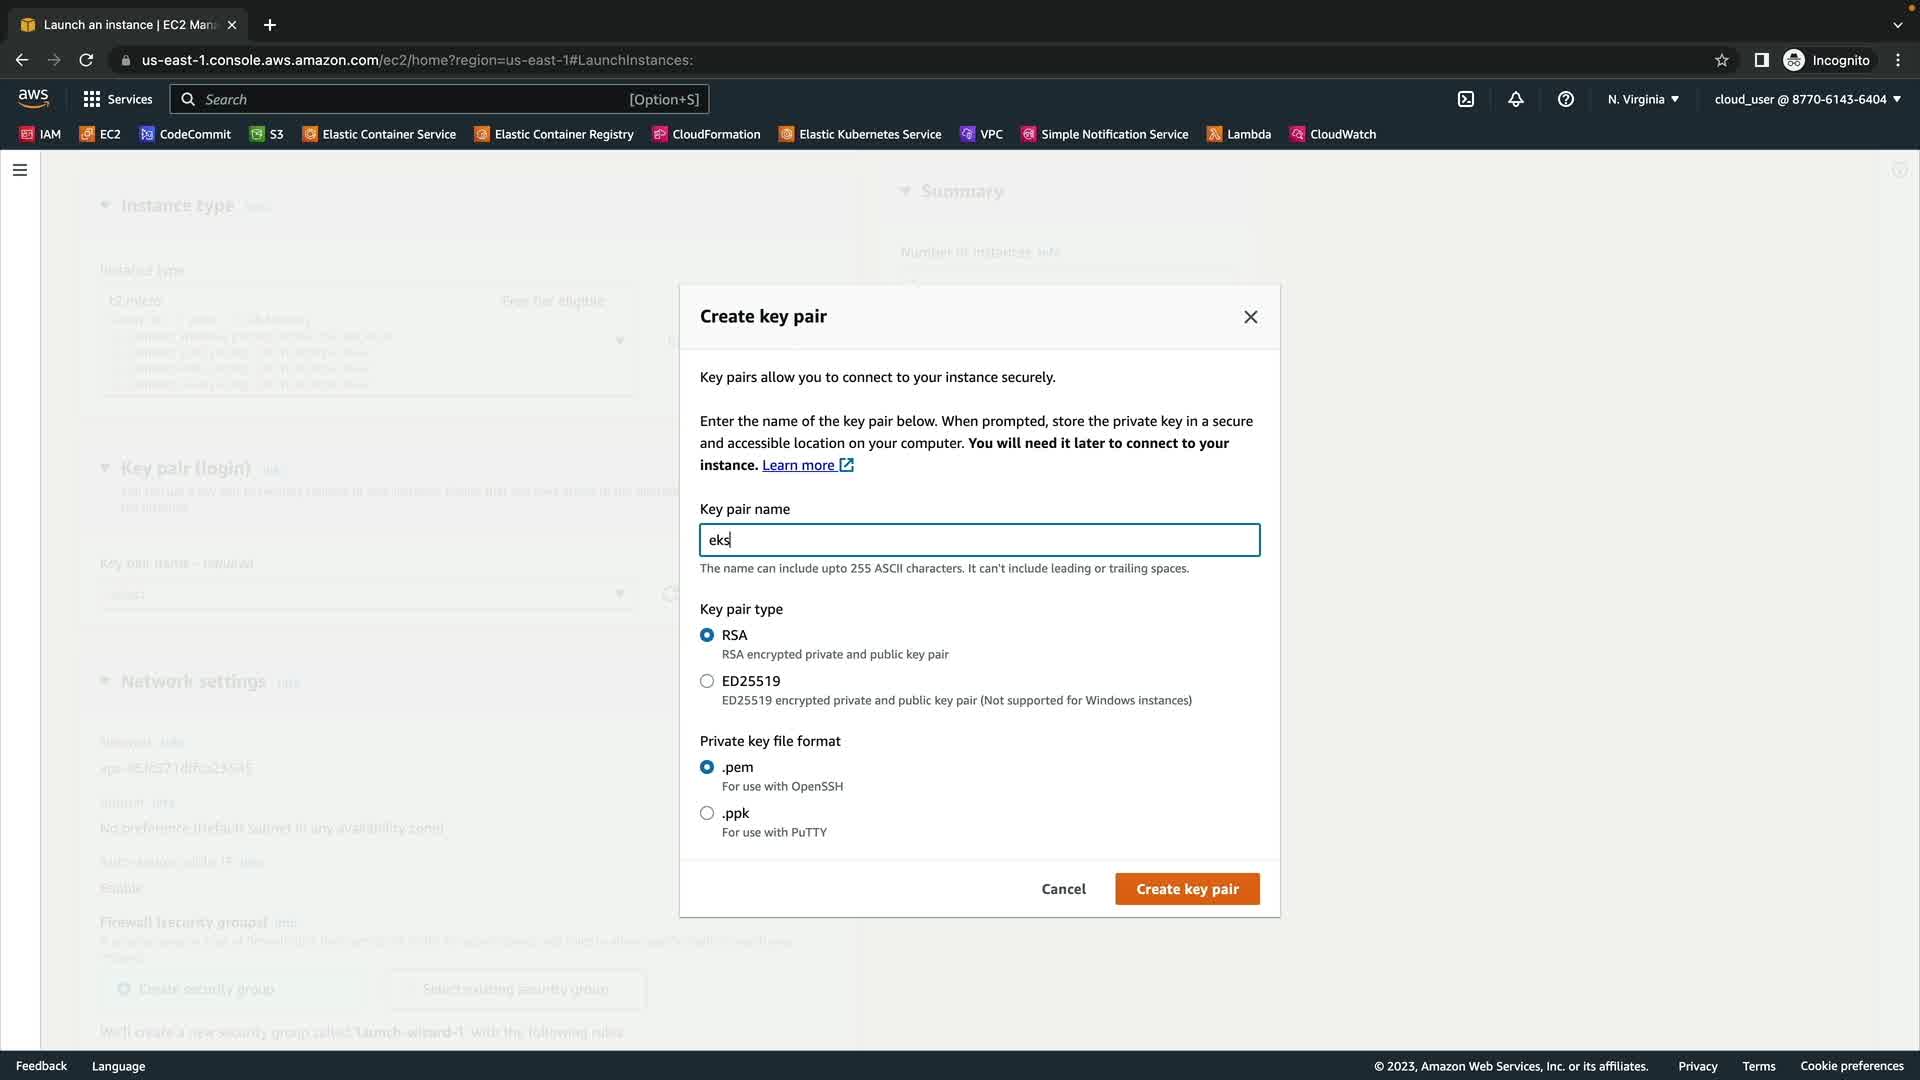 Launch an instance | EC2 Man
us-east-1.console.aws.amazon.com/ec2/home?region=us-east-1#LaunchInstances:
Incognito
aws
Services
Search
[Option+S]
N. Virginia
cloud_user @ 8770-6143-6404
IAM
EC2
CodeCommit
S3
Elastic Container Service
Elastic Container Registry
CloudFormation
Elastic Kubernetes Service
VPC
Simple Notification Service
Lambda
CloudWatch
Instance type
Summary
Number of instances Info
Instance type
t2.micro
Free tier eligible
Key pair (login)
Network settings
No preference (Default subnet in any availability zone)
Enable
Firewall (security groups)
Create security group
Select existing security group
We'll create a new security group called 'launch-wizard-1' with the following rules:
Create key pair
Key pairs allow you to connect to your instance securely.
Enter the name of the key pair below. When prompted, store the private key in a secure
and accessible location on your computer. You will need it later to connect to your
instance. Learn more
Key pair name
eks
The name can include upto 255 ASCII characters. It can't include leading or trailing spaces.
Key pair type
RSA
RSA encrypted private and public key pair
ED25519
ED25519 encrypted private and public key pair (Not supported for Windows instances)
Private key file format
.pem
For use with OpenSSH
.ppk
For use with PuTTY
Cancel
Create key pair
Feedback
Language
© 2023, Amazon Web Services, Inc. or its affiliates.
Privacy
Terms
Cookie preferences